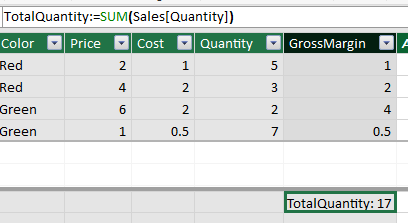 TotalQuantity:=SUM(Sales[Quantity])
Color Price Cost Quantity GrossMargin
Red 2 1 5 1
Red 4 2 3 2
Green 6 2 2 4
Green 1 0.5 7 0.5
TotalQuantity: 17